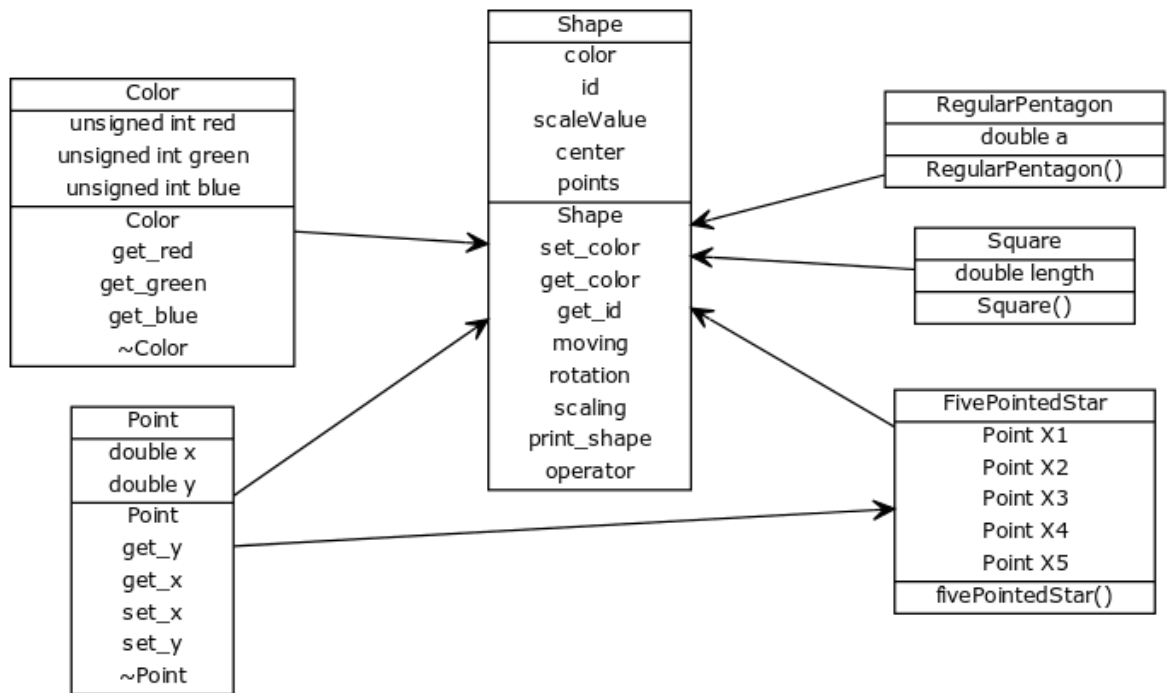 Shape
color
id
scaleValue
center
points
Shape
set_color
get_color
get_id
moving
rotation
scaling
print_shape
operator
Color
unsigned int red
unsigned int green
unsigned int blue
Color
get_red
get_green
get_blue
~Color
Point
double x
double y
Point
get_y
get_x
set_x
set_y
~Point
RegularPentagon
double a
RegularPentagon()
Square
double length
Square()
FivePointedStar
Point X1
Point X2
Point X3
Point X4
Point X5
fivePointedStar()